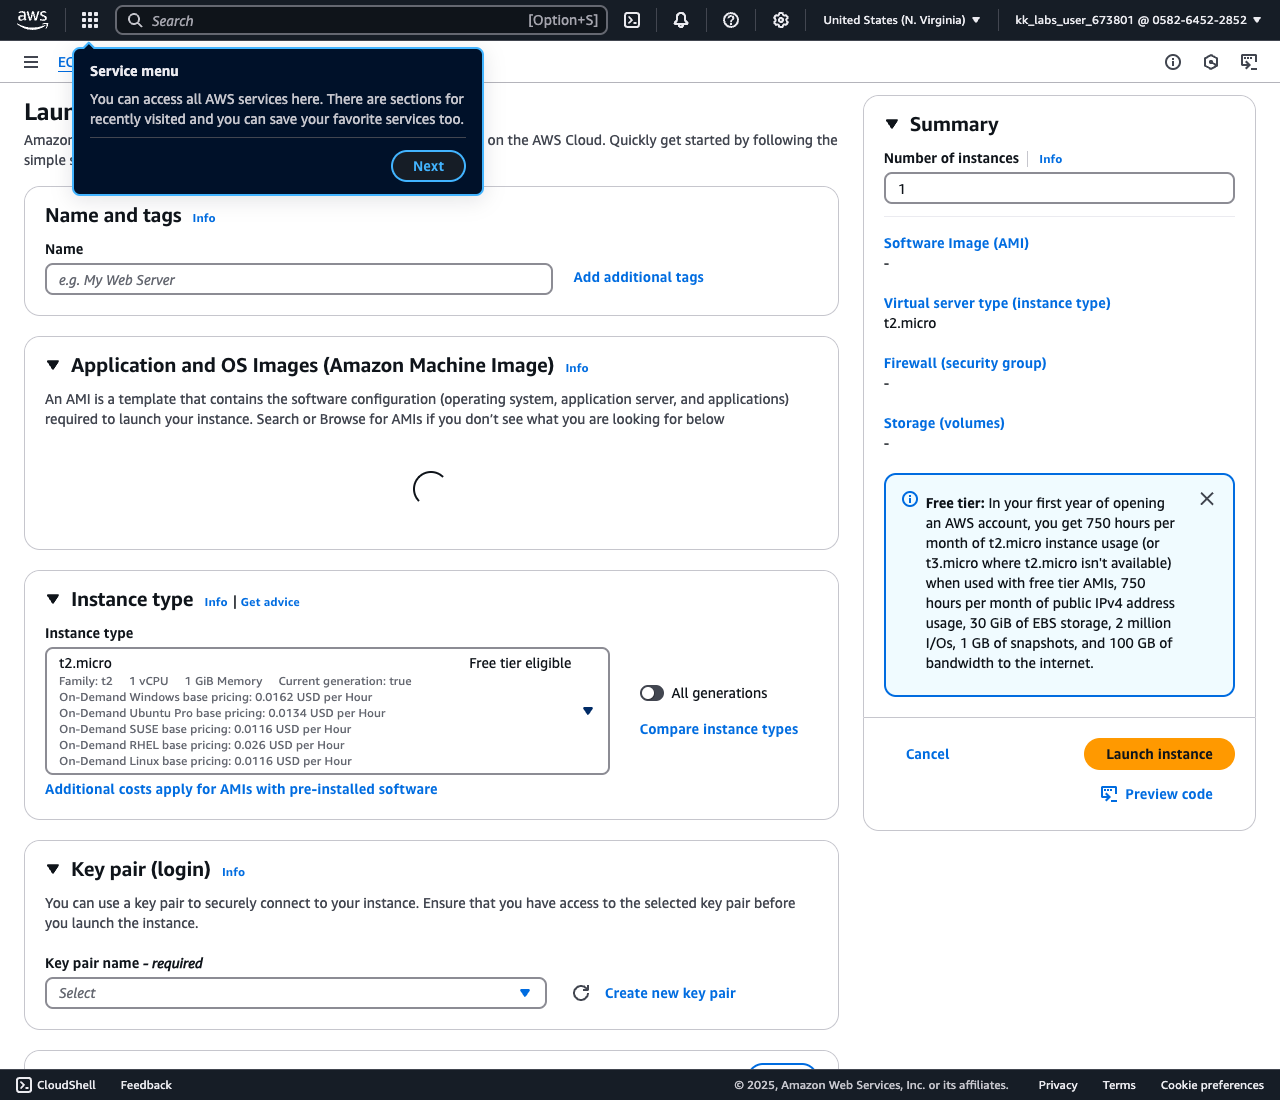 aws
Search
[Option+S]
United States (N. Virginia)
kk_labs_user_673801 @ 0582-6452-2852
EC
Service menu
You can access all AWS services here. There are sections for
recently visited and you can save your favorite services too.
Next
Laun
Amazon
on the AWS Cloud. Quickly get started by following the
simple s
Name and tags
Info
Name
e.g. My Web Server
Add additional tags
Application and OS Images (Amazon Machine Image)
Info
An AMI is a template that contains the software configuration (operating system, application server, and applications)
required to launch your instance. Search or Browse for AMIs if you don't see what you are looking for below
Instance type
Info
| Get advice
Instance type
t2.micro
Free tier eligible
Family: t2 1 vCPU 1 GiB Memory Current generation: true
On-Demand Windows base pricing: 0.0162 USD per Hour
On-Demand Ubuntu Pro base pricing: 0.0134 USD per Hour
On-Demand SUSE base pricing: 0.0116 USD per Hour
On-Demand RHEL base pricing: 0.026 USD per Hour
On-Demand Linux base pricing: 0.0116 USD per Hour
All generations
Compare instance types
Additional costs apply for AMIs with pre-installed software
Key pair (login)
Info
You can use a key pair to securely connect to your instance. Ensure that you have access to the selected key pair before
you launch the instance.
Key pair name - required
Select
Create new key pair
Summary
Number of instances
Info
1
Software Image (AMI)
-
Virtual server type (instance type)
t2.micro
Firewall (security group)
-
Storage (volumes)
-
Free tier: In your first year of opening
an AWS account, you get 750 hours per
month of t2.micro instance usage (or
t3.micro where t2.micro isn't available)
when used with free tier AMIs, 750
hours per month of public IPv4 address
usage, 30 GiB of EBS storage, 2 million
I/Os, 1 GB of snapshots, and 100 GB of
bandwidth to the internet.
Cancel
Launch instance
Preview code
CloudShell
Feedback
© 2025, Amazon Web Services, Inc. or its affiliates.
Privacy
Terms
Cookie preferences